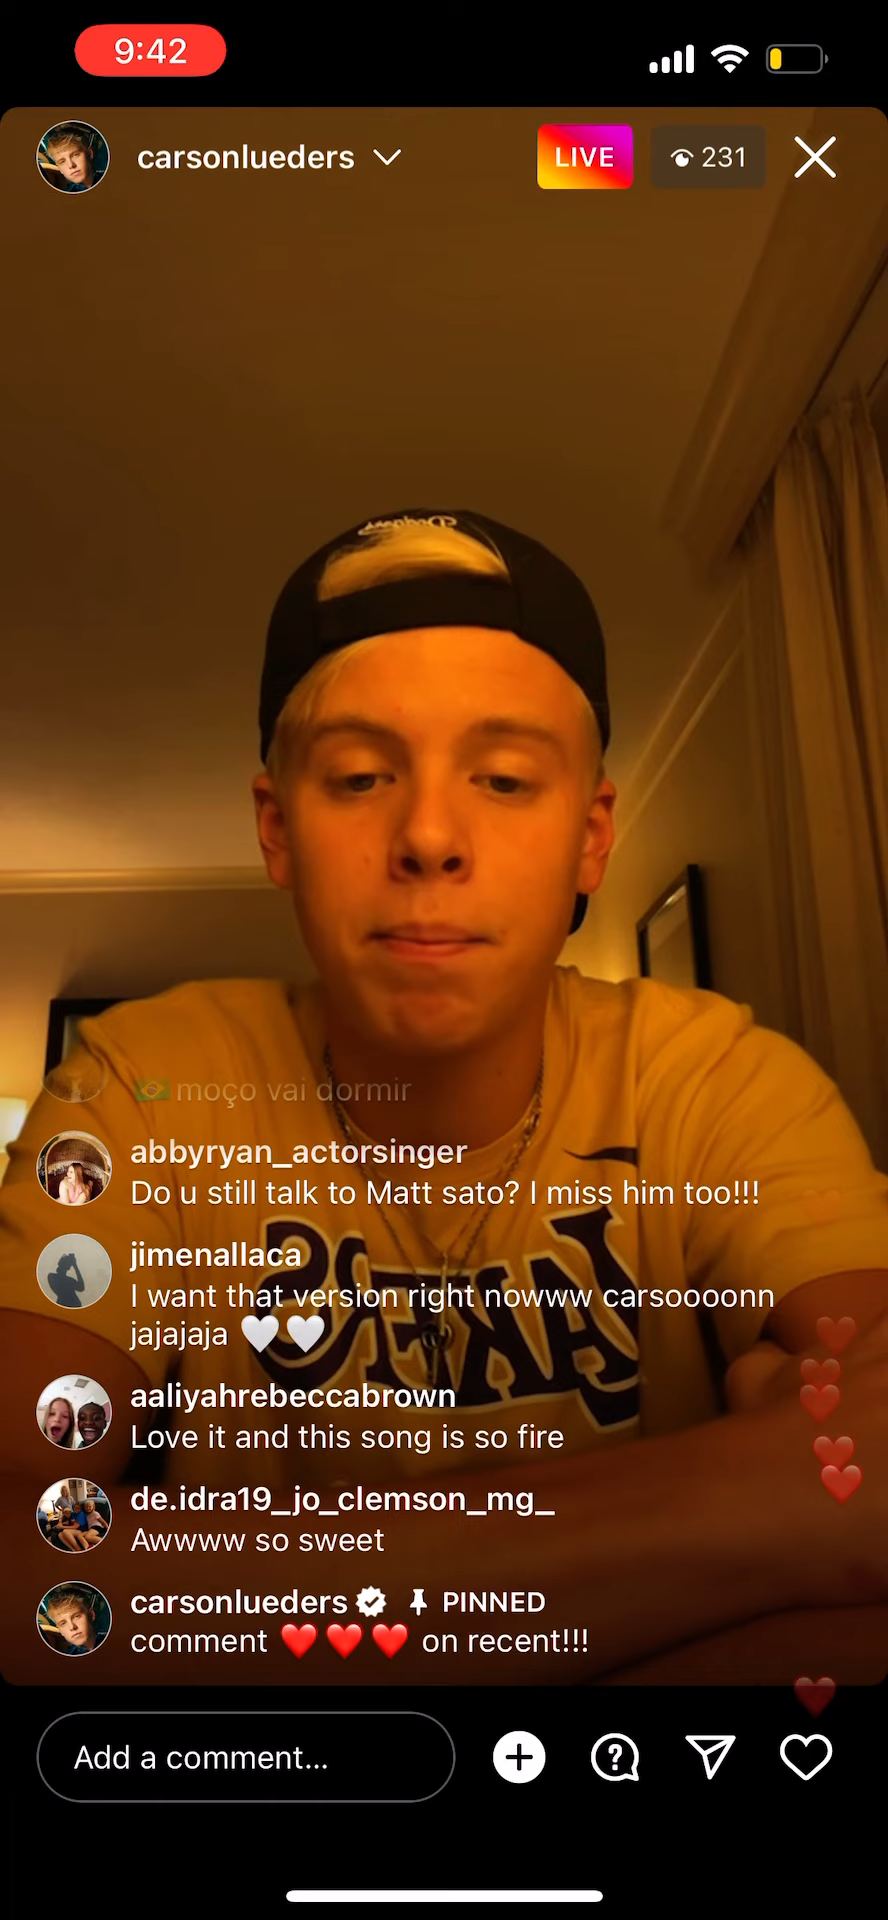 9:42
carsonlueders
LIVE
231
Dodgers
🇧🇷 moço vai dormir
abbyryan_actorsinger
Do u still talk to Matt sato? I miss him too!!!
jimenallaca
I want that version right nowww carsoooonn
jajajaja 🤍🤍
LAKERS
aaliyahrebeccabrown
Love it and this song is so fire
de.idra19_jo_clemson_mg_
Awwww so sweet
carsonlueders PINNED
comment ❤️❤️❤️ on recent!!!
Add a comment...